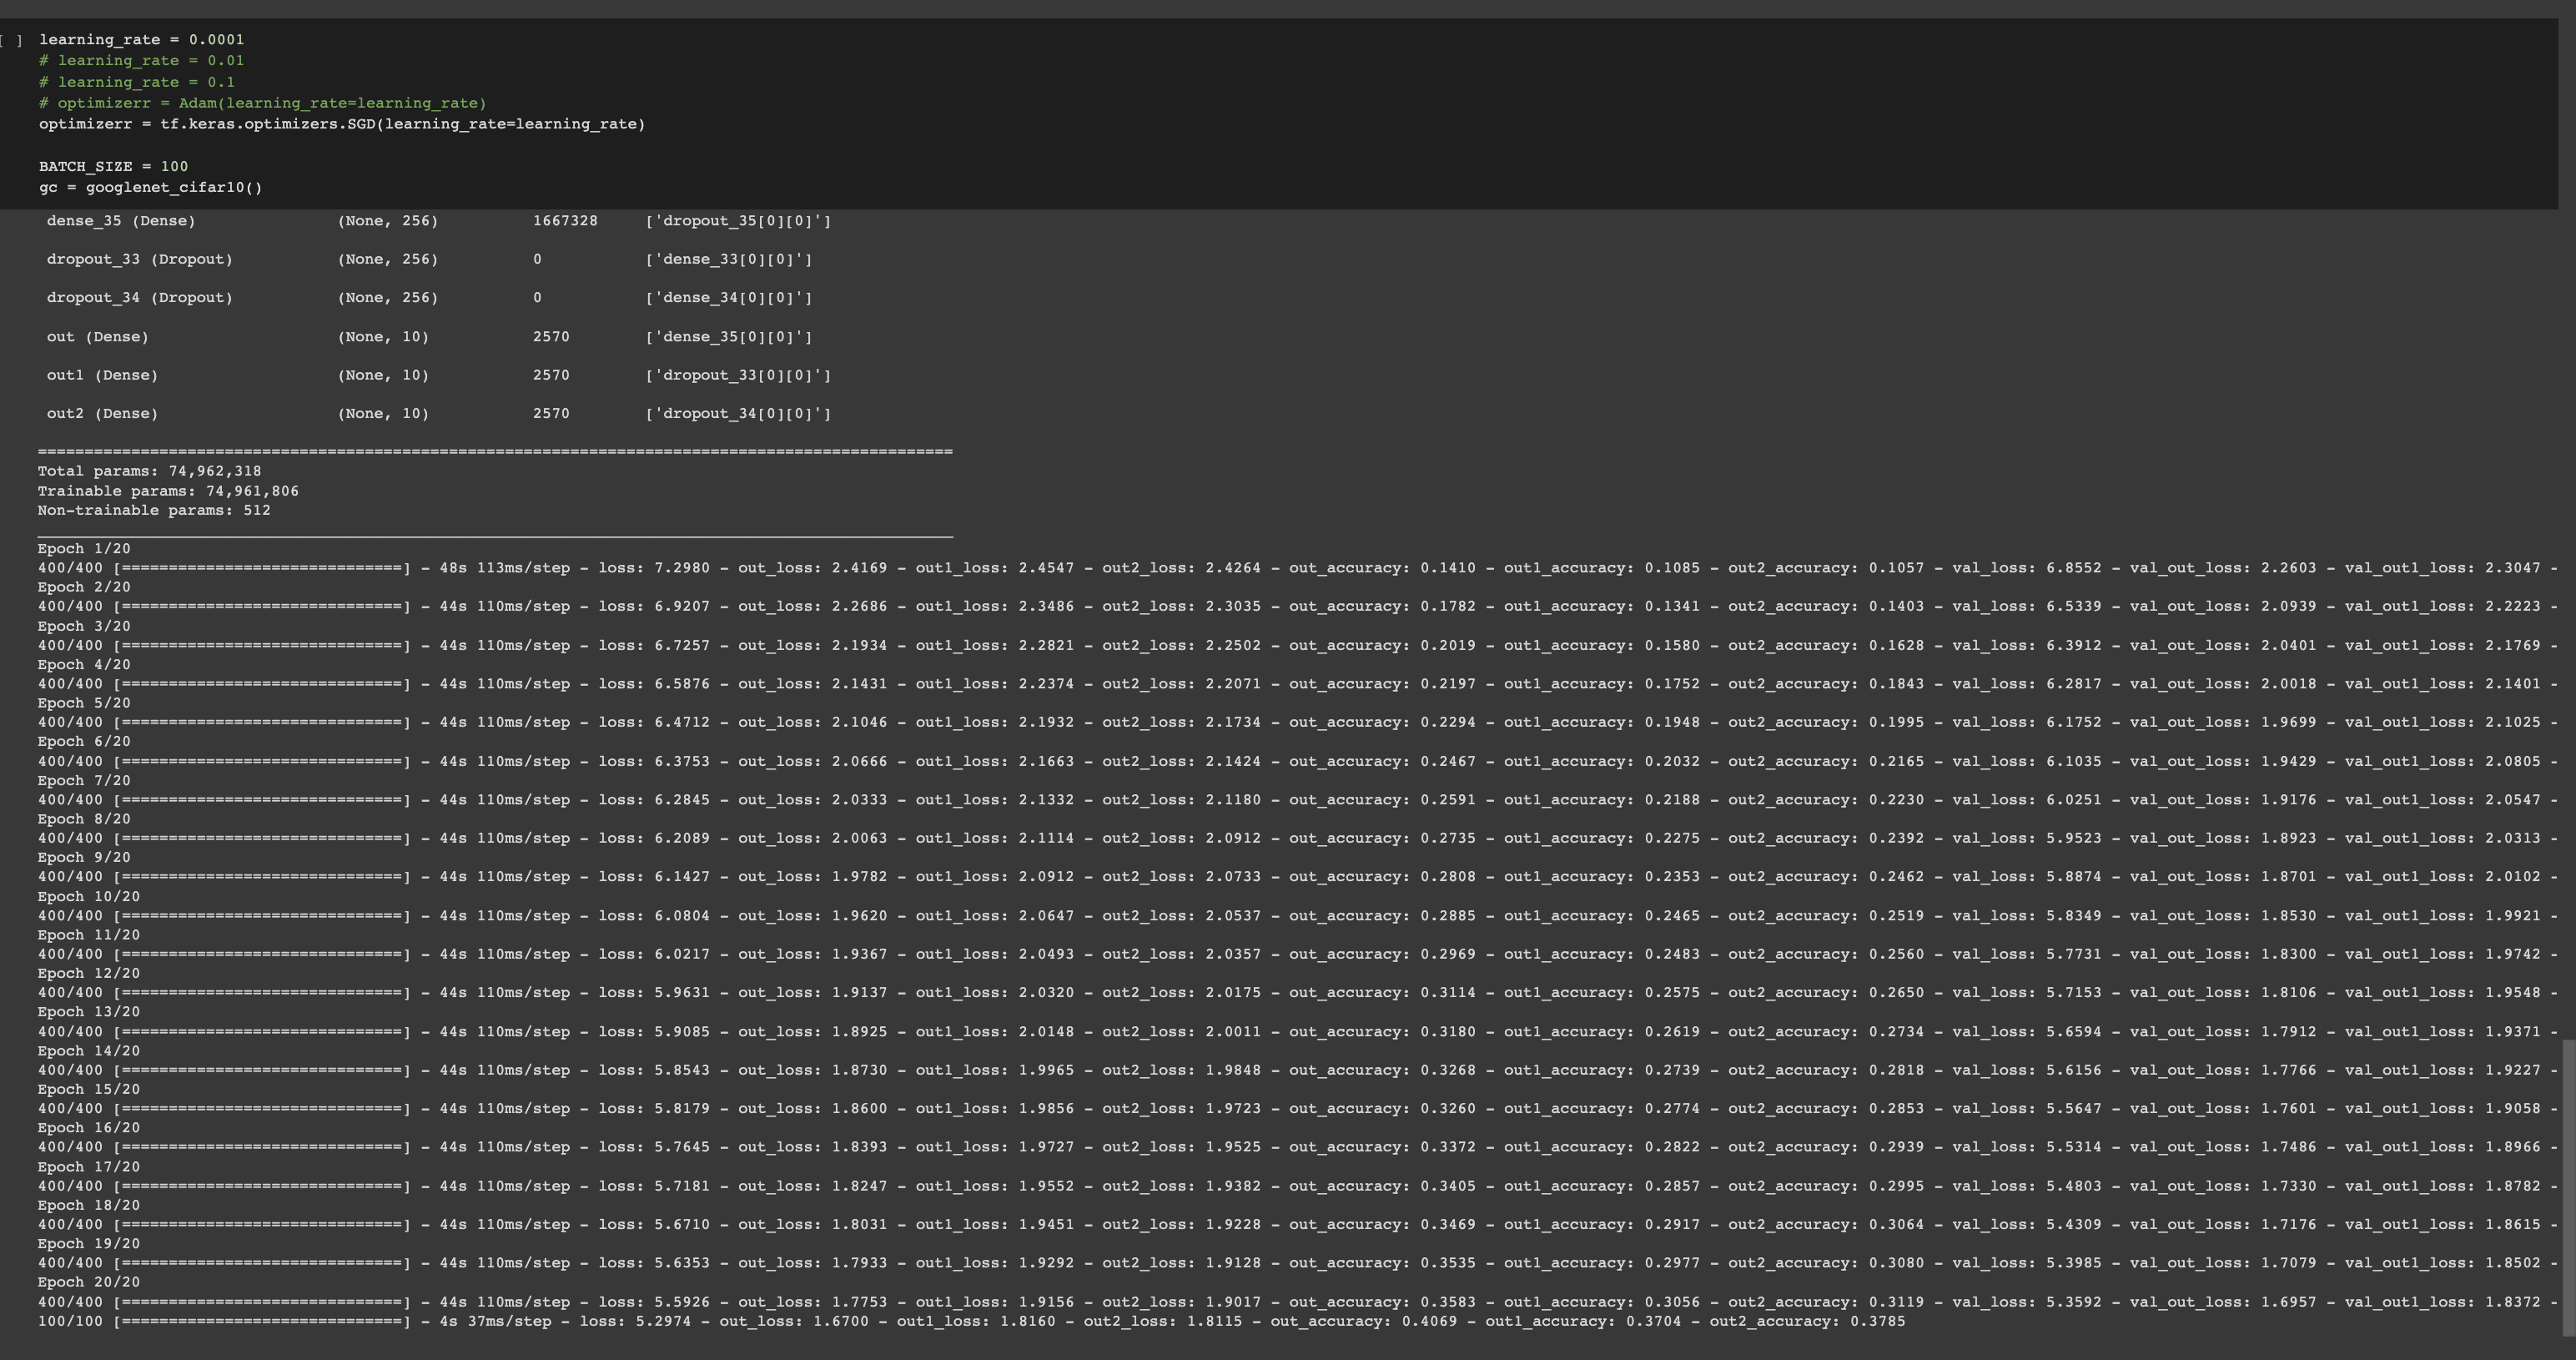 [ ] learning_rate = 0.0001
# learning_rate = 0.01
# learning_rate = 0.1
# optimizerr = Adam(learning_rate=learning_rate)
optimizerr = tf.keras.optimizers.SGD(learning_rate=learning_rate)
BATCH_SIZE = 100
gc = googlenet_cifar10()
dense_35 (Dense) (None, 256) 1667328 ['dropout_35[0][0]']
dropout_33 (Dropout) (None, 256) 0 ['dense_33[0][0]']
dropout_34 (Dropout) (None, 256) 0 ['dense_34[0][0]']
out (Dense) (None, 10) 2570 ['dense_35[0][0]']
out1 (Dense) (None, 10) 2570 ['dropout_33[0][0]']
out2 (Dense) (None, 10) 2570 ['dropout_34[0][0]']
==================================================================================================
Total params: 74,962,318
Trainable params: 74,961,806
Non-trainable params: 512
__________________________________________________________________________________________________
Epoch 1/20
400/400 [==============================] - 48s 113ms/step - loss: 7.2980 - out_loss: 2.4169 - out1_loss: 2.4547 - out2_loss: 2.4264 - out_accuracy: 0.1410 - out1_accuracy: 0.1085 - out2_accuracy: 0.1057 - val_loss: 6.8552 - val_out_loss: 2.2603 - val_out1_loss: 2.3047 -
Epoch 2/20
400/400 [==============================] - 44s 110ms/step - loss: 6.9207 - out_loss: 2.2686 - out1_loss: 2.3486 - out2_loss: 2.3035 - out_accuracy: 0.1782 - out1_accuracy: 0.1341 - out2_accuracy: 0.1403 - val_loss: 6.5339 - val_out_loss: 2.0939 - val_out1_loss: 2.2223 -
Epoch 3/20
400/400 [==============================] - 44s 110ms/step - loss: 6.7257 - out_loss: 2.1934 - out1_loss: 2.2821 - out2_loss: 2.2502 - out_accuracy: 0.2019 - out1_accuracy: 0.1580 - out2_accuracy: 0.1628 - val_loss: 6.3912 - val_out_loss: 2.0401 - val_out1_loss: 2.1769 -
Epoch 4/20
400/400 [==============================] - 44s 110ms/step - loss: 6.5876 - out_loss: 2.1431 - out1_loss: 2.2374 - out2_loss: 2.2071 - out_accuracy: 0.2197 - out1_accuracy: 0.1752 - out2_accuracy: 0.1843 - val_loss: 6.2817 - val_out_loss: 2.0018 - val_out1_loss: 2.1401 -
Epoch 5/20
400/400 [==============================] - 44s 110ms/step - loss: 6.4712 - out_loss: 2.1046 - out1_loss: 2.1932 - out2_loss: 2.1734 - out_accuracy: 0.2294 - out1_accuracy: 0.1948 - out2_accuracy: 0.1995 - val_loss: 6.1752 - val_out_loss: 1.9699 - val_out1_loss: 2.1025 -
Epoch 6/20
400/400 [==============================] - 44s 110ms/step - loss: 6.3753 - out_loss: 2.0666 - out1_loss: 2.1663 - out2_loss: 2.1424 - out_accuracy: 0.2467 - out1_accuracy: 0.2032 - out2_accuracy: 0.2165 - val_loss: 6.1035 - val_out_loss: 1.9429 - val_out1_loss: 2.0805 -
Epoch 7/20
400/400 [==============================] - 44s 110ms/step - loss: 6.2845 - out_loss: 2.0333 - out1_loss: 2.1332 - out2_loss: 2.1180 - out_accuracy: 0.2591 - out1_accuracy: 0.2188 - out2_accuracy: 0.2230 - val_loss: 6.0251 - val_out_loss: 1.9176 - val_out1_loss: 2.0547 -
Epoch 8/20
400/400 [==============================] - 44s 110ms/step - loss: 6.2089 - out_loss: 2.0063 - out1_loss: 2.1114 - out2_loss: 2.0912 - out_accuracy: 0.2735 - out1_accuracy: 0.2275 - out2_accuracy: 0.2392 - val_loss: 5.9523 - val_out_loss: 1.8923 - val_out1_loss: 2.0313 -
Epoch 9/20
400/400 [==============================] - 44s 110ms/step - loss: 6.1427 - out_loss: 1.9782 - out1_loss: 2.0912 - out2_loss: 2.0733 - out_accuracy: 0.2808 - out1_accuracy: 0.2353 - out2_accuracy: 0.2462 - val_loss: 5.8874 - val_out_loss: 1.8701 - val_out1_loss: 2.0102 -
Epoch 10/20
400/400 [==============================] - 44s 110ms/step - loss: 6.0804 - out_loss: 1.9620 - out1_loss: 2.0647 - out2_loss: 2.0537 - out_accuracy: 0.2885 - out1_accuracy: 0.2465 - out2_accuracy: 0.2519 - val_loss: 5.8349 - val_out_loss: 1.8530 - val_out1_loss: 1.9921 -
Epoch 11/20
400/400 [==============================] - 44s 110ms/step - loss: 6.0217 - out_loss: 1.9367 - out1_loss: 2.0493 - out2_loss: 2.0357 - out_accuracy: 0.2969 - out1_accuracy: 0.2483 - out2_accuracy: 0.2560 - val_loss: 5.7731 - val_out_loss: 1.8300 - val_out1_loss: 1.9742 -
Epoch 12/20
400/400 [==============================] - 44s 110ms/step - loss: 5.9631 - out_loss: 1.9137 - out1_loss: 2.0320 - out2_loss: 2.0175 - out_accuracy: 0.3114 - out1_accuracy: 0.2575 - out2_accuracy: 0.2650 - val_loss: 5.7153 - val_out_loss: 1.8106 - val_out1_loss: 1.9548 -
Epoch 13/20
400/400 [==============================] - 44s 110ms/step - loss: 5.9085 - out_loss: 1.8925 - out1_loss: 2.0148 - out2_loss: 2.0011 - out_accuracy: 0.3180 - out1_accuracy: 0.2619 - out2_accuracy: 0.2734 - val_loss: 5.6594 - val_out_loss: 1.7912 - val_out1_loss: 1.9371 -
Epoch 14/20
400/400 [==============================] - 44s 110ms/step - loss: 5.8543 - out_loss: 1.8730 - out1_loss: 1.9965 - out2_loss: 1.9848 - out_accuracy: 0.3268 - out1_accuracy: 0.2739 - out2_accuracy: 0.2818 - val_loss: 5.6156 - val_out_loss: 1.7766 - val_out1_loss: 1.9227 -
Epoch 15/20
400/400 [==============================] - 44s 110ms/step - loss: 5.8179 - out_loss: 1.8600 - out1_loss: 1.9856 - out2_loss: 1.9723 - out_accuracy: 0.3260 - out1_accuracy: 0.2774 - out2_accuracy: 0.2853 - val_loss: 5.5647 - val_out_loss: 1.7601 - val_out1_loss: 1.9058 -
Epoch 16/20
400/400 [==============================] - 44s 110ms/step - loss: 5.7645 - out_loss: 1.8393 - out1_loss: 1.9727 - out2_loss: 1.9525 - out_accuracy: 0.3372 - out1_accuracy: 0.2822 - out2_accuracy: 0.2939 - val_loss: 5.5314 - val_out_loss: 1.7486 - val_out1_loss: 1.8966 -
Epoch 17/20
400/400 [==============================] - 44s 110ms/step - loss: 5.7181 - out_loss: 1.8247 - out1_loss: 1.9552 - out2_loss: 1.9382 - out_accuracy: 0.3405 - out1_accuracy: 0.2857 - out2_accuracy: 0.2995 - val_loss: 5.4803 - val_out_loss: 1.7330 - val_out1_loss: 1.8782 -
Epoch 18/20
400/400 [==============================] - 44s 110ms/step - loss: 5.6710 - out_loss: 1.8031 - out1_loss: 1.9451 - out2_loss: 1.9228 - out_accuracy: 0.3469 - out1_accuracy: 0.2917 - out2_accuracy: 0.3064 - val_loss: 5.4309 - val_out_loss: 1.7176 - val_out1_loss: 1.8615 -
Epoch 19/20
400/400 [==============================] - 44s 110ms/step - loss: 5.6353 - out_loss: 1.7933 - out1_loss: 1.9292 - out2_loss: 1.9128 - out_accuracy: 0.3535 - out1_accuracy: 0.2977 - out2_accuracy: 0.3080 - val_loss: 5.3985 - val_out_loss: 1.7079 - val_out1_loss: 1.8502 -
Epoch 20/20
400/400 [==============================] - 44s 110ms/step - loss: 5.5926 - out_loss: 1.7753 - out1_loss: 1.9156 - out2_loss: 1.9017 - out_accuracy: 0.3583 - out1_accuracy: 0.3056 - out2_accuracy: 0.3119 - val_loss: 5.3592 - val_out_loss: 1.6957 - val_out1_loss: 1.8372 -
100/100 [==============================] - 4s 37ms/step - loss: 5.2974 - out_loss: 1.6700 - out1_loss: 1.8160 - out2_loss: 1.8115 - out_accuracy: 0.4069 - out1_accuracy: 0.3704 - out2_accuracy: 0.3785